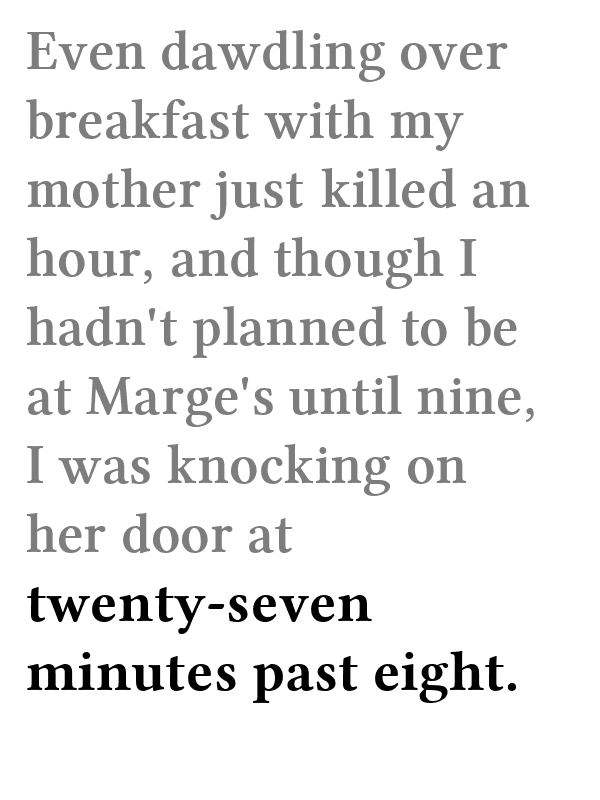 Even dawdling over
breakfast with my
mother just killed an
hour, and though I
hadn't planned to be
at Marge's until nine,
I was knocking on
her door at
twenty-seven
minutes past eight.